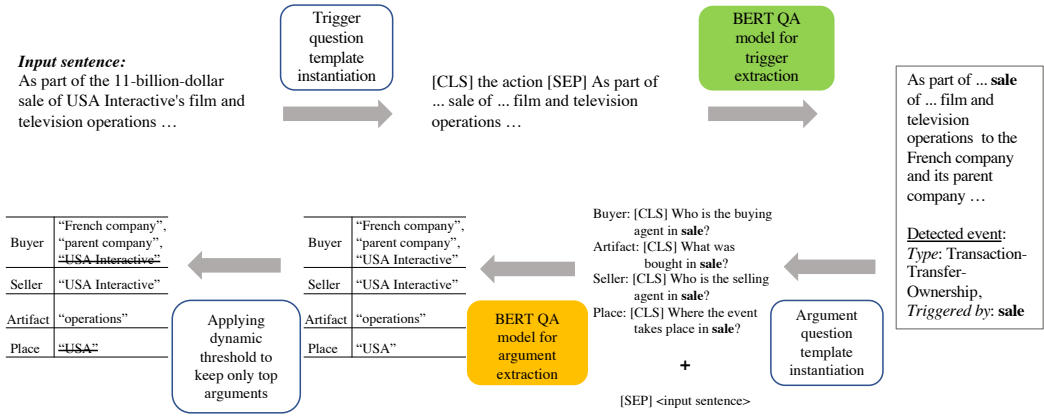 Input sentence:
As part of the 11-billion-dollar
sale of USA Interactive's film and
television operations …
Trigger
question
template
instantiation
[CLS] the action [SEP] As part of
... sale of ... film and television
operations …
BERT QA
model for
trigger
extraction
As part of ... sale
of ... film and
television
operations to the
French company
and its parent
company …
Detected event:
Type: Transaction-
Transfer-
Ownership,
Triggered by: sale
Argument
question
template
instantiation
Buyer: [CLS] Who is the buying
agent in sale?
Artifact: [CLS] What was
bought in sale?
Seller: [CLS] Who is the selling
agent in sale?
Place: [CLS] Where the event
takes place in sale?
+
[SEP] <input sentence>
BERT QA
model for
argument
extraction
Buyer
“French company”,
“parent company”,
“USA Interactive”
Seller
“USA Interactive”
Artifact
“operations”
Place
“USA”
Applying
dynamic
threshold to
keep only top
arguments
Buyer
“French company”,
“parent company”,
“USA Interactive”
Seller
“USA Interactive”
Artifact
“operations”
Place
“USA”